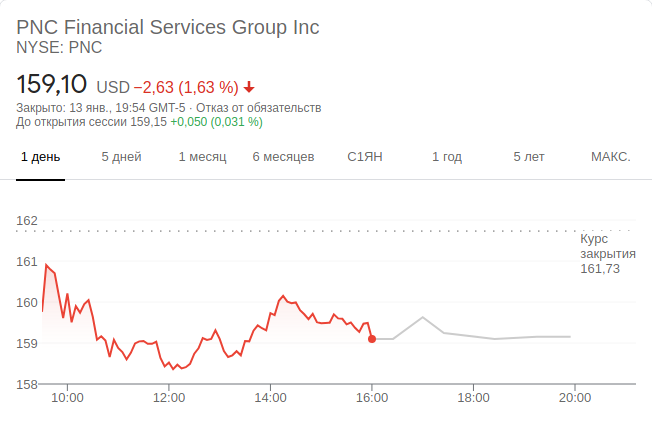 PNC Financial Services Group Inc
NYSE: PNC
159,10 USD −2,63 (1,63 %)
Закрыто: 13 янв., 19:54 GMT-5 · Отказ от обязательств
До открытия сессии 159,15 +0,050 (0,031 %)
1 день 5 дней 1 месяц 6 месяцев С1ЯН 1 год 5 лет МАКС.
162
Курс
закрытия
161,73
161
160
159
158
10:00 12:00 14:00 16:00 18:00 20:00